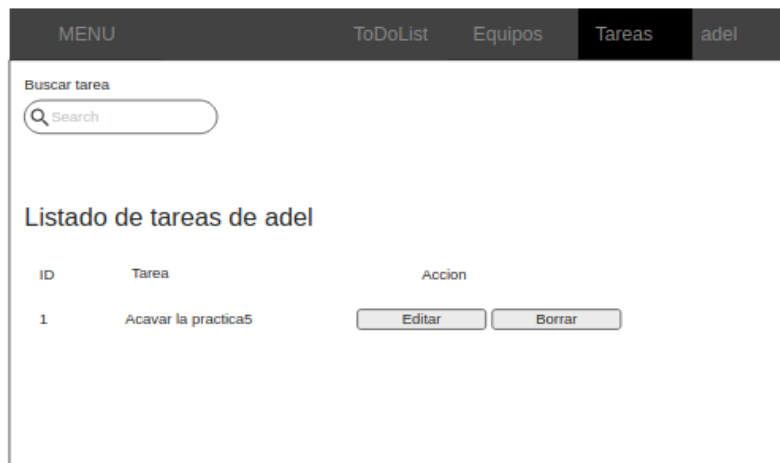 MENU ToDoList Equipos Tareas adel
Buscar tarea
Search
Listado de tareas de adel
ID Tarea Accion
1 Acavar la practica5 Editar Borrar